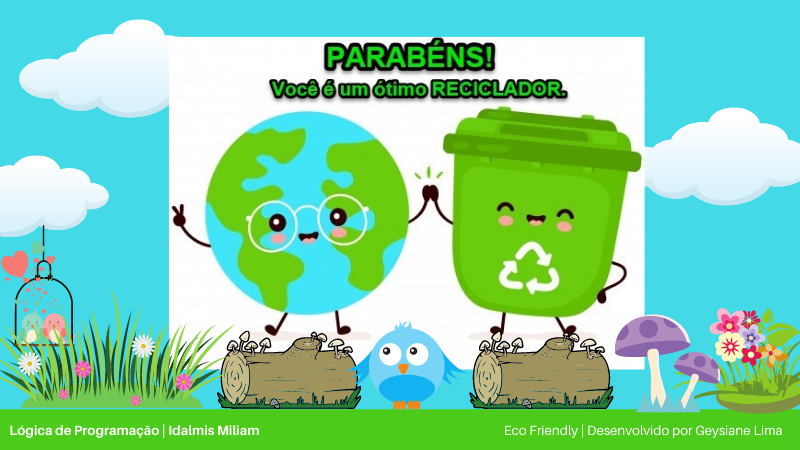 PARABÉNS!
Você é um ótimo RECICLADOR.
Lógica de Programação | Idalmis Miliam
Eco Friendly | Desenvolvido por Geysiane Lima